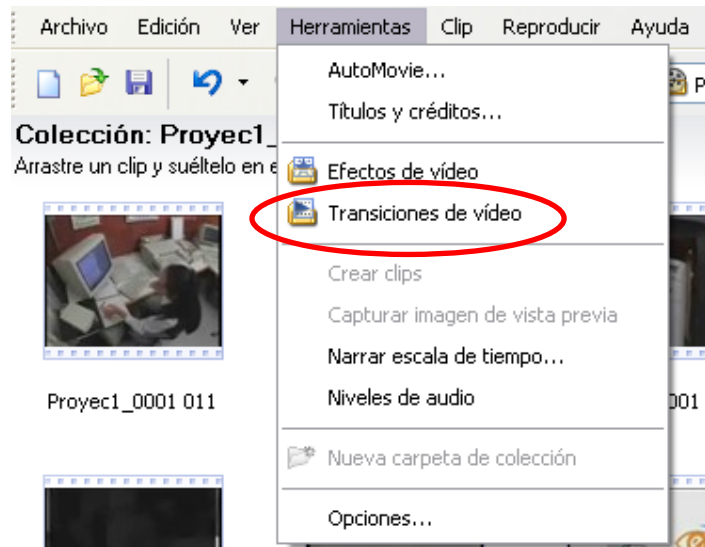 Archivo Edición Ver Herramientas Clip Reproducir Ayuda
AutoMovie...
P
Títulos y créditos...
Colección: Proyec1_
Arrastre un clip y suéltelo en e
Efectos de vídeo
Transiciones de vídeo
Crear clips
Capturar imagen de vista previa
Narrar escala de tiempo...
Niveles de audio
Proyec1_0001 011
001
Nueva carpeta de colección
Opciones...